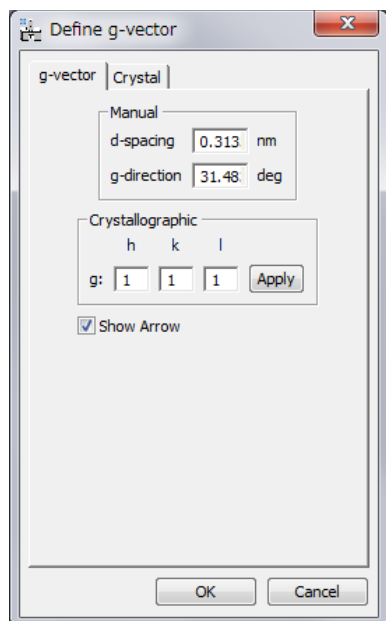 Define g-vector
g-vector Crystal
Manual
d-spacing 0.313 nm
g-direction 31.48 deg
Crystallographic
h k l
g: 1 1 1 Apply
Show Arrow
OK Cancel